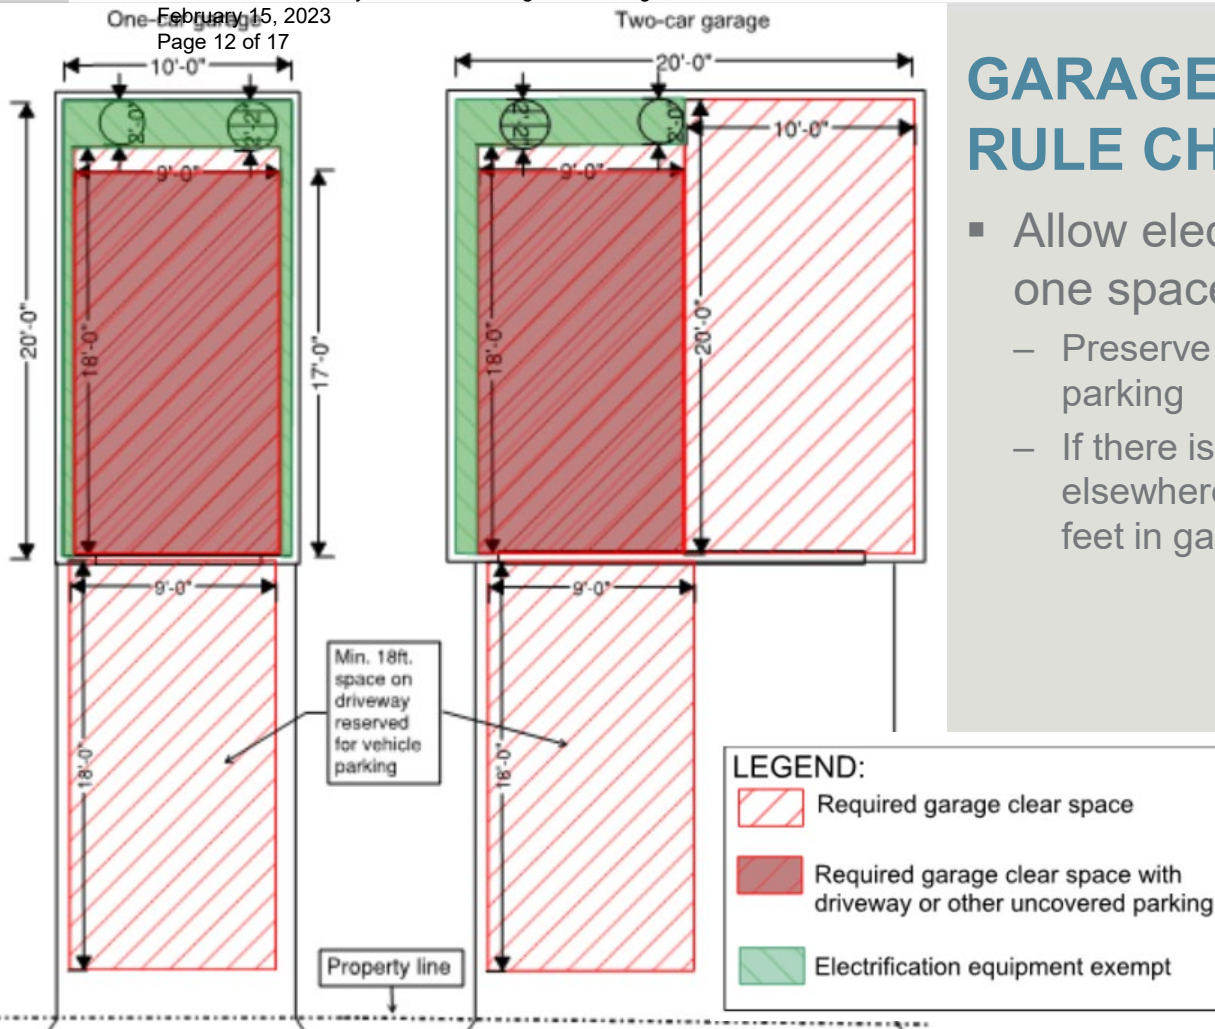 One-car garage
February 15, 2023
Page 12 of 17
Two-car garage
10'-0"
20'-0"
2'-0"
2'-2"
2'-2"
2'-0"
10'-0"
9'-0"
9'-0"
20'-0"
18'-0"
17'-0"
18'-0"
20'-0"
9'-0"
9'-0"
Min. 18ft.
space on
driveway
reserved
for vehicle
parking
18'-0"
18'-0"
Property line
GARAGE
RULE CH
▪ Allow elec
one space
– Preserve
parking
– If there is
elsewhere
feet in ga
LEGEND:
Required garage clear space
Required garage clear space with
driveway or other uncovered parking
Electrification equipment exempt